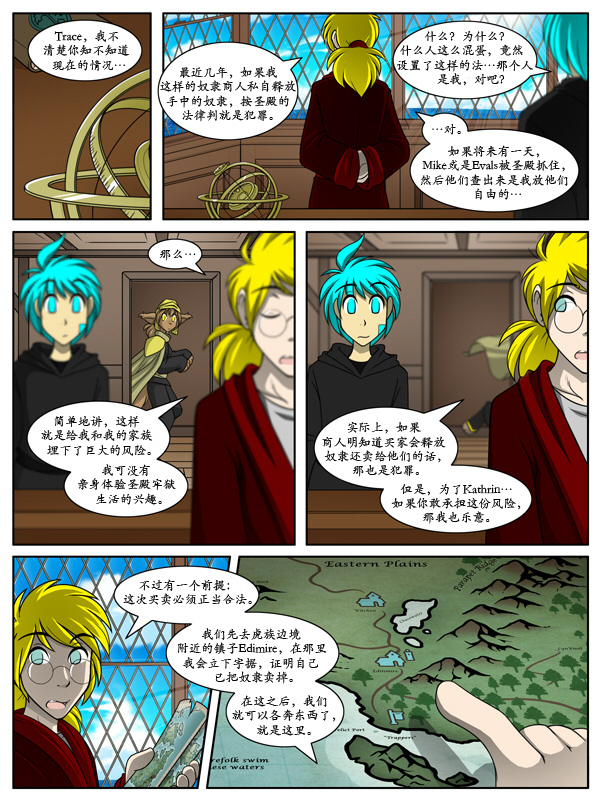 Trace，我不
清楚你知不知道
现在的情况…
最近几年，如果我
这样的奴隶商人私自释放
手中的奴隶，按圣殿的
法律判就是犯罪。
什么？为什么？
什么人这么混蛋，竟然
设置了这样的法…那个人
是我，对吧？
…对。
如果将来有一天，
Mike或是Evals被圣殿抓住，
然后他们查出来是我放他们
自由的…
那么…
简单地讲，这样
就是给我和我的家族
埋下了巨大的风险。
我可没有
亲身体验圣殿牢狱
生活的兴趣。
实际上，如果
商人明知道买家会释放
奴隶还卖给他们的话，
那也是犯罪。
但是，为了Kathrin…
如果你敢承担这份风险，
那我也乐意。
不过有一个前提：
这次买卖必须正当合法。
我们先去虎族边境
附近的镇子Edimire，在那里
我会立下字据，证明自己
已把奴隶卖掉。
在这之后，我们
就可以各奔东西了，
就是这里。
Eastern Plains
Parapet Ridge
Edinmire
"Trappers"
refolk swim
ese waters